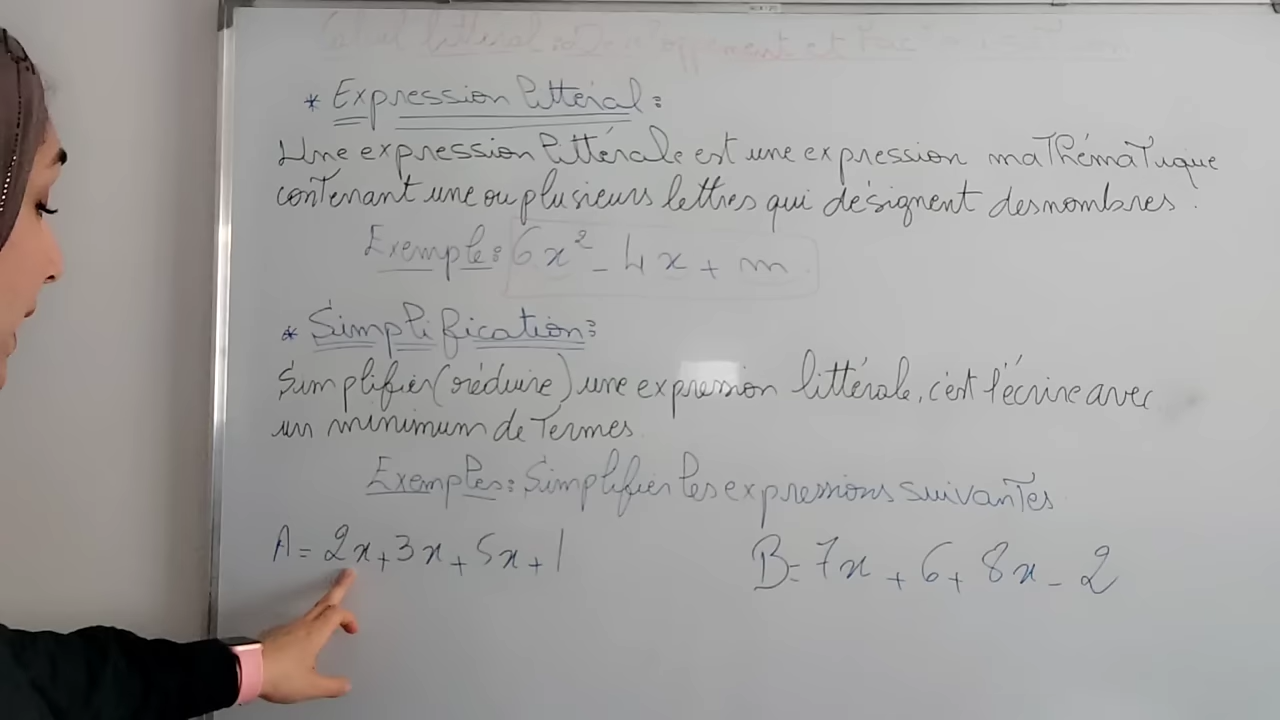 * Expression littéral:
Une expression littérale est une expression mathématique
contenant une ou plusieurs lettres qui désignent des nombres.
Exemple: 6x² - 4x + m
* Simplification:
Simplifier (réduire) une expression littérale, c'est l'écrire avec
un minimum de termes.
Exemples: Simplifier les expressions suivantes
A = 2x + 3x + 5x + 1
B = 7x + 6 + 8x - 2